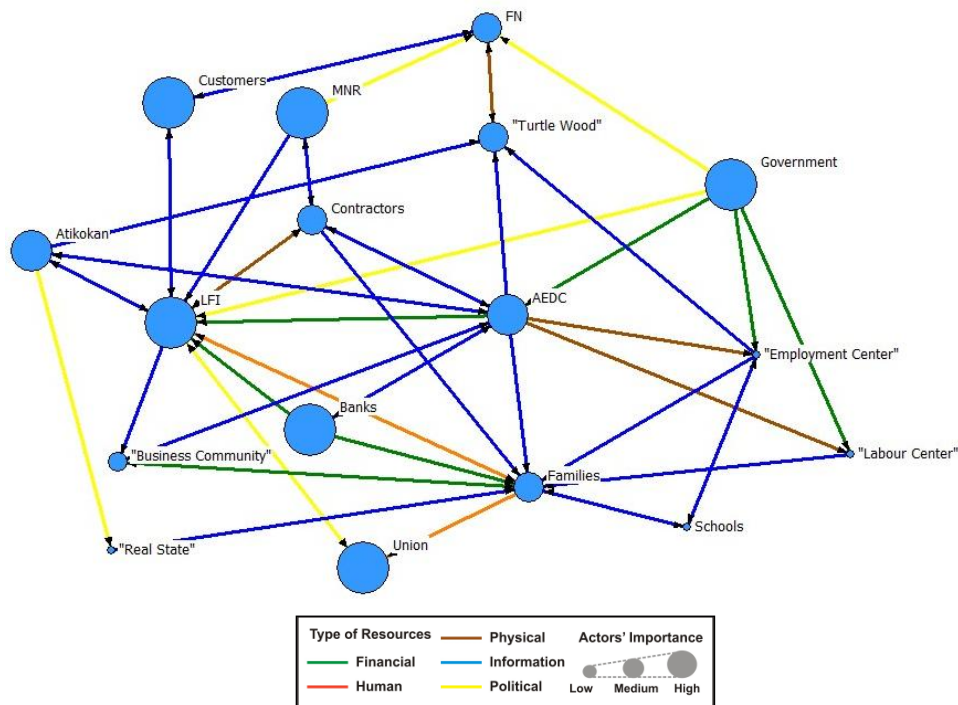 FN
Customers
MNR
"Turtle Wood"
Government
Contractors
Atikokan
LFI
AEDC
"Employment Center"
Banks
"Business Community"
"Labour Center"
Families
Schools
"Real State"
Union
Type of Resources
Physical
Actors' Importance
Financial
Information
Human
Political
Low
Medium
High